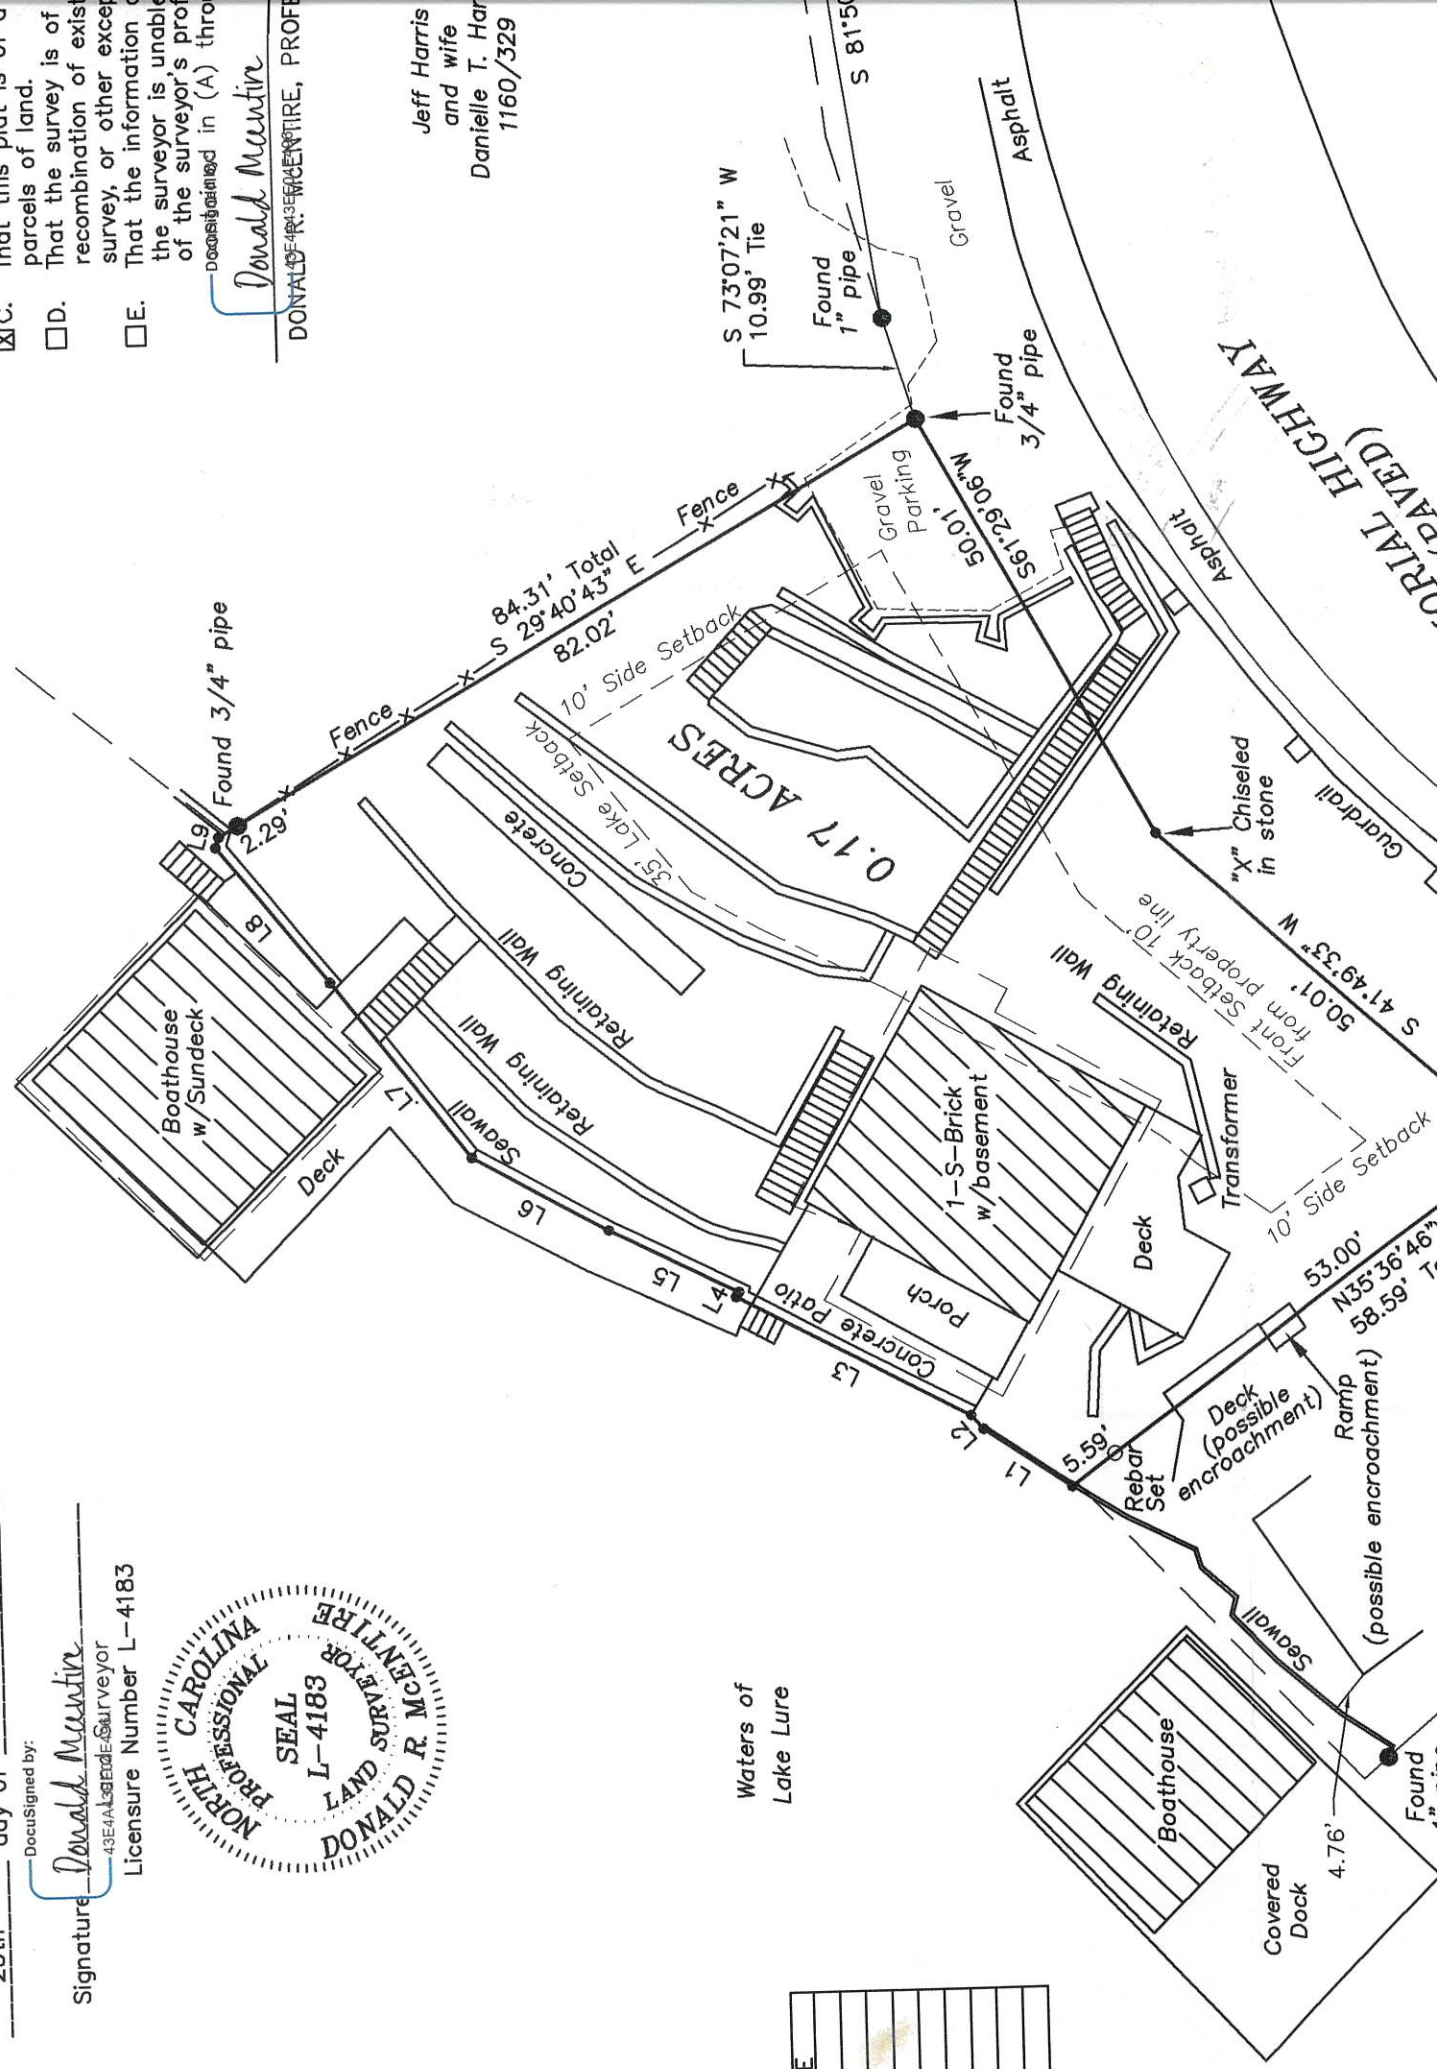 C. That this plat is of a
parcels of land.
D. That the survey is of
recombination of exist
survey, or other excep
E. That the information
the surveyor is unable
of the surveyor's prof
in (A) thro
Donald McEntire
DONALD R. McENTIRE, PROFE
Jeff Harris
and wife
Danielle T. Har
1160/329
S 81°50
S 73°07'21" W
10.99' Tie
Found
1" pipe
Gravel
Asphalt
Found
3/4" pipe
ORIAL HIGHWAY
(PAVED)
Asphalt
Guardrail
Gravel
Parking
50.01'
S61°29'06"W
Fence
84.31' Total
S 29°40'43" E
82.02'
Fence
Found 3/4" pipe
2.29'
L9
L8
10' Side Setback
35' Lake Setback
0.17 ACRES
Concrete
Retaining Wall
Retaining Wall
Seawall
Boathouse
w/Sundeck
Deck
L7
L6
L5
L4
L3
L2
L1
Concrete Patio
Porch
1-S-Brick
w/basement
Deck
Retaining Wall
Transformer
Front Setback 10'
from property line
"X" Chiseled
in stone
50.01'
S 41°49'33" W
10' Side Setback
53.00'
N35°36'46"
58.59'
5.59'
Rebar
Set
Deck
(possible
encroachment)
Ramp
(possible encroachment)
Seawall
Boathouse
Covered
Dock
4.76'
Found
Waters of
Lake Lure
day of
DocuSigned by:
Signature Donald McEntire
Land Surveyor
Licensure Number L-4183
NORTH CAROLINA
PROFESSIONAL
SEAL
L-4183
LAND SURVEYOR
DONALD R. McENTIRE